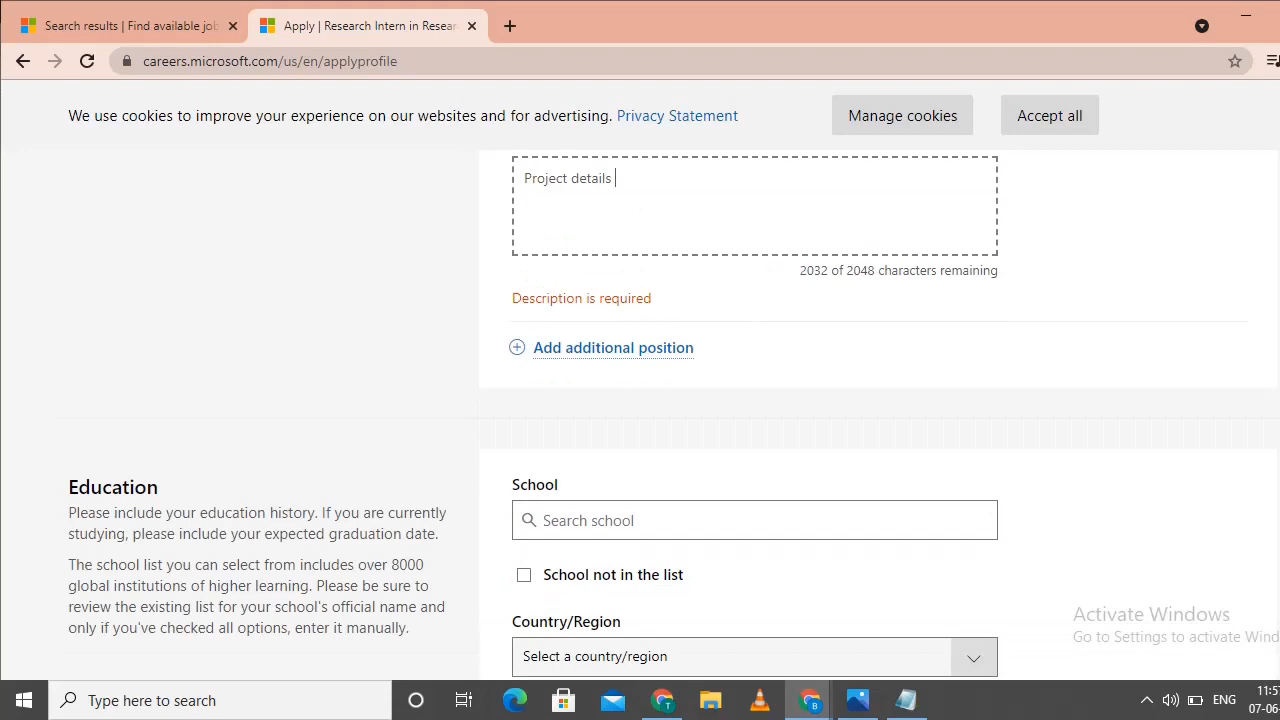 Search results | Find available job
Apply | Research Intern in Resear
careers.microsoft.com/us/en/applyprofile
We use cookies to improve your experience on our websites and for advertising. Privacy Statement
Manage cookies
Accept all
Project details
2032 of 2048 characters remaining
Description is required
Add additional position
Education
Please include your education history. If you are currently
studying, please include your expected graduation date.
The school list you can select from includes over 8000
global institutions of higher learning. Please be sure to
review the existing list for your school's official name and
only if you've checked all options, enter it manually.
School
Search school
School not in the list
Country/Region
Select a country/region
Activate Windows
Go to Settings to activate Wind
Type here to search
ENG
11:5
07-06